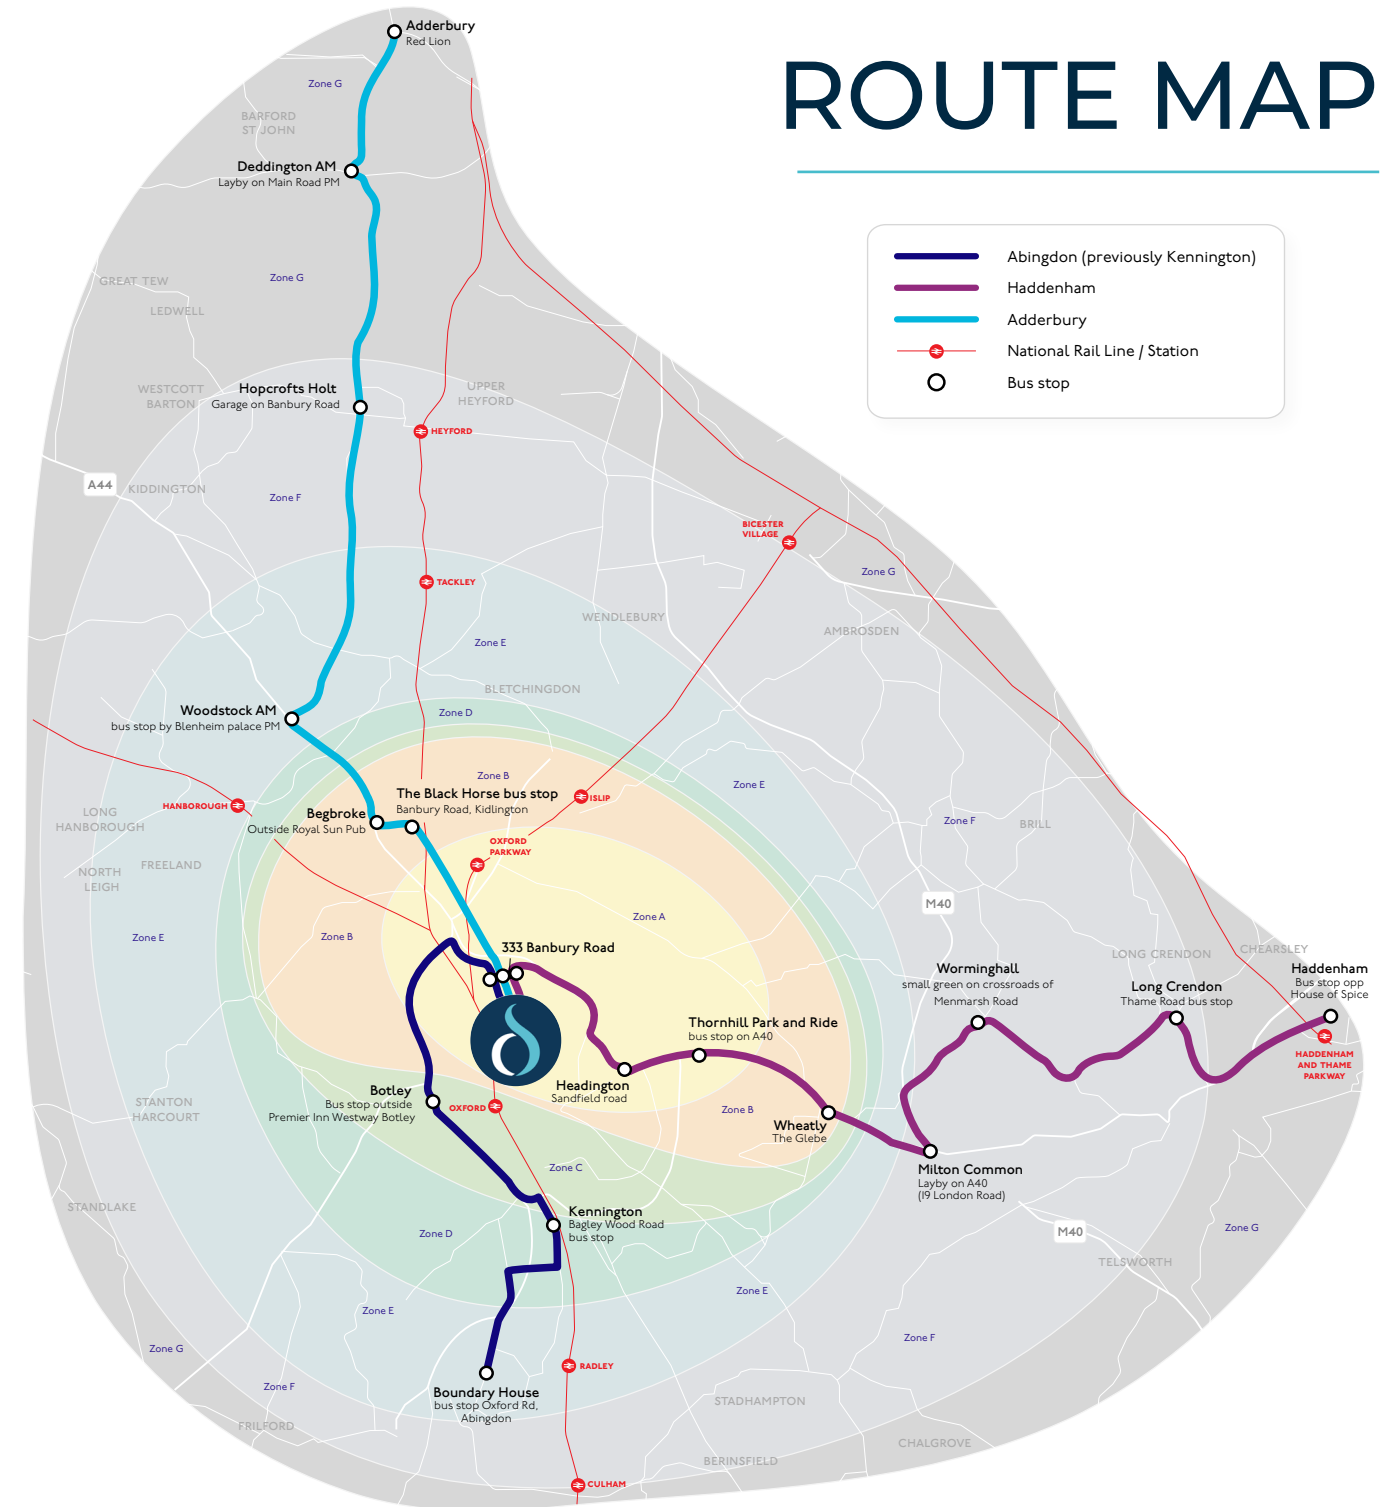 ROUTE MAP
Abingdon (previously Kennington)
Haddenham
Adderbury
National Rail Line / Station
Bus stop
Adderbury
Red Lion
Zone G
BARFORD
ST JOHN
Deddington AM
Layby on Main Road PM
Zone G
GREAT TEW
LEDWELL
WESTCOTT
BARTON
Hopcrofts Holt
Garage on Banbury Road
UPPER
HEYFORD
HEYFORD
A44
KIDDINGTON
Zone F
BICESTER
VILLAGE
Zone G
TACKLEY
WENDLEBURY
AMBROSDEN
Zone E
BLETCHINGDON
Woodstock AM
bus stop by Blenheim palace PM
Zone D
Zone B
Zone E
The Black Horse bus stop
Banbury Road, Kidlington
ISLIP
HANBOROUGH
Begbroke
Outside Royal Sun Pub
LONG
HANBOROUGH
Zone F
BRILL
OXFORD
PARKWAY
FREELAND
NORTH
LEIGH
M40
Zone A
Zone E
Zone B
333 Banbury Road
LONG CRENDON
CHEARSLEY
Worminghall
small green on crossroads of
Menmarsh Road
Long Crendon
Thame Road bus stop
Haddenham
Bus stop opp
House of Spice
Thornhill Park and Ride
bus stop on A40
HADDENHAM
AND THAME
PARKWAY
Headington
Sandfield road
Botley
Bus stop outside
Premier Inn Westway Botley
OXFORD
STANTON
HARCOURT
Zone B
Wheatly
The Glebe
Zone C
Milton Common
Layby on A40
(19 London Road)
STANDLAKE
Kennington
Bagley Wood Road
bus stop
Zone D
M40
Zone G
TELSWORTH
Zone E
Zone E
Zone F
Zone G
RADLEY
Zone F
Boundary House
bus stop Oxford Rd,
Abingdon
STADHAMPTON
FRILFORD
CHALGROVE
BERINSFIELD
CULHAM